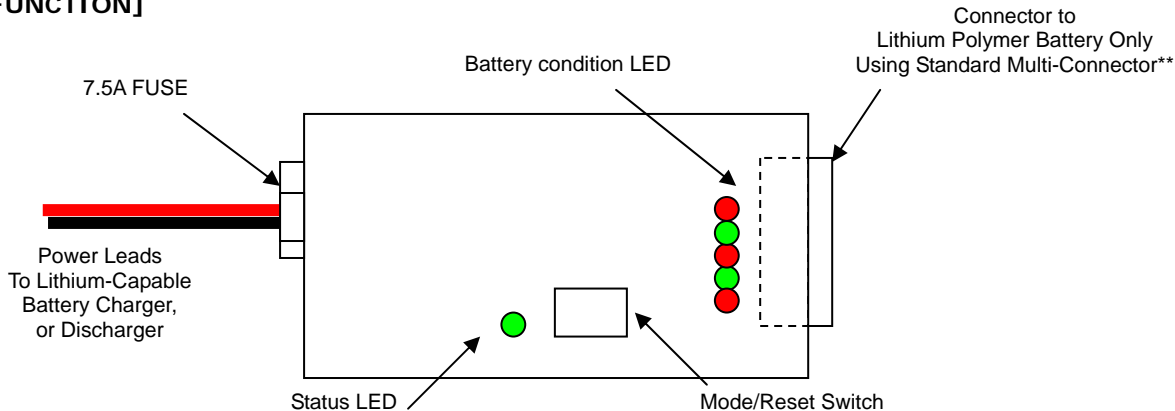 FUNCTION]
Connector to
Lithium Polymer Battery Only
Using Standard Multi-Connector**
Battery condition LED
7.5A FUSE
Power Leads
To Lithium-Capable
Battery Charger,
or Discharger
Status LED
Mode/Reset Switch